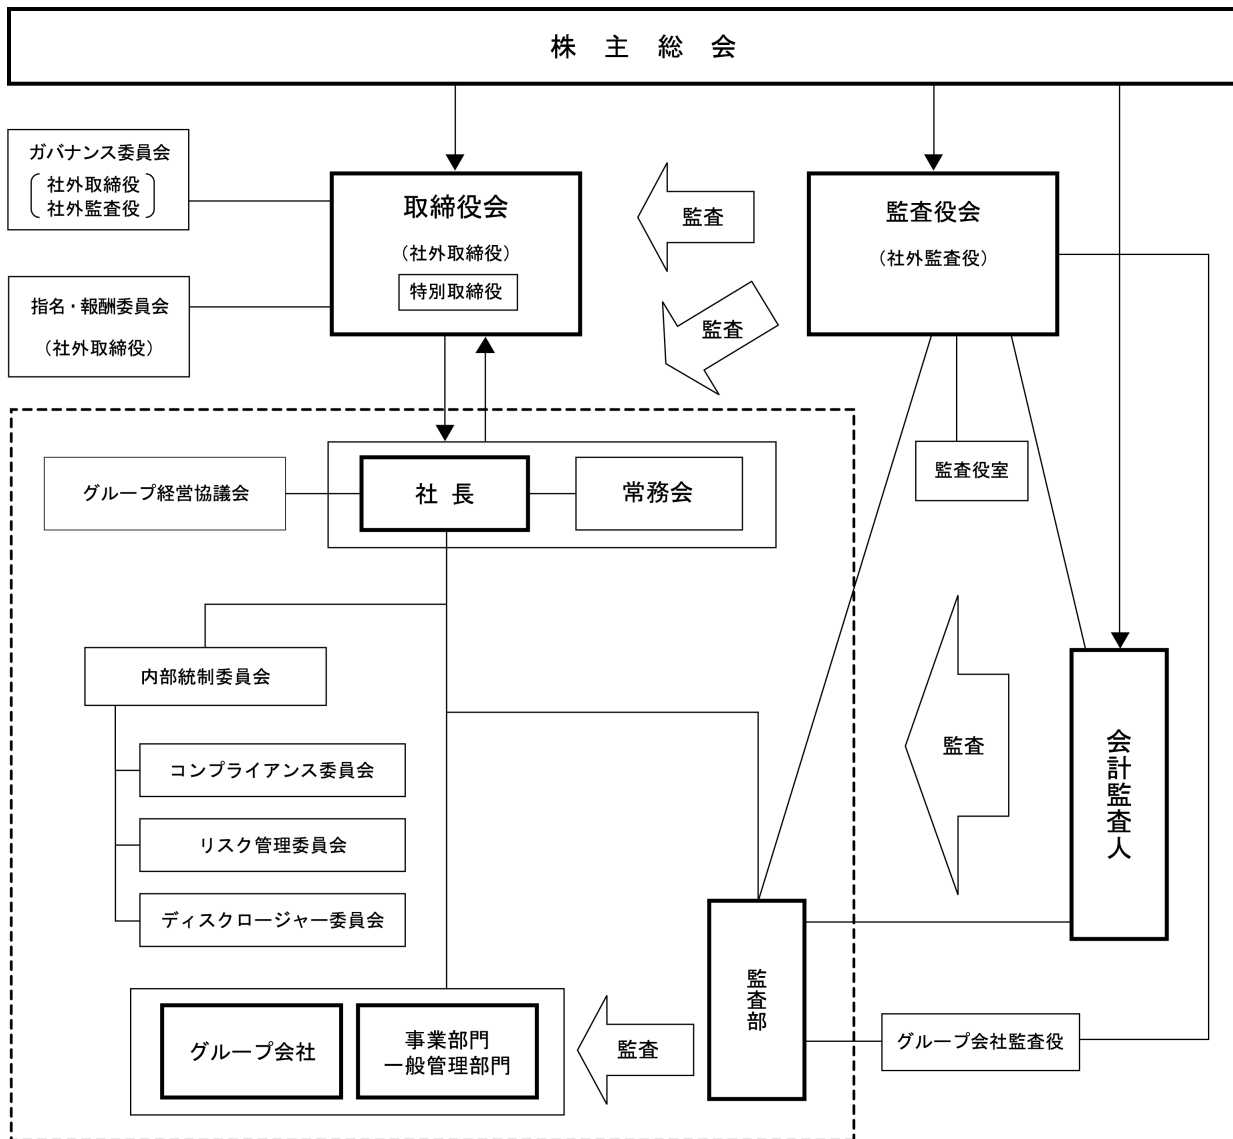 株主総会
ガバナンス委員会
社外取締役
社外監査役
取締役会
(社外取締役)
特別取締役
監査
監査役会
(社外監査役)
指名・報酬委員会
(社外取締役)
監査
グループ経営協議会
社長
常務会
監査役室
内部統制委員会
コンプライアンス委員会
リスク管理委員会
ディスクロージャー委員会
監査
会計監査人
監査部
グループ会社
事業部門
一般管理部門
監査
グループ会社監査役